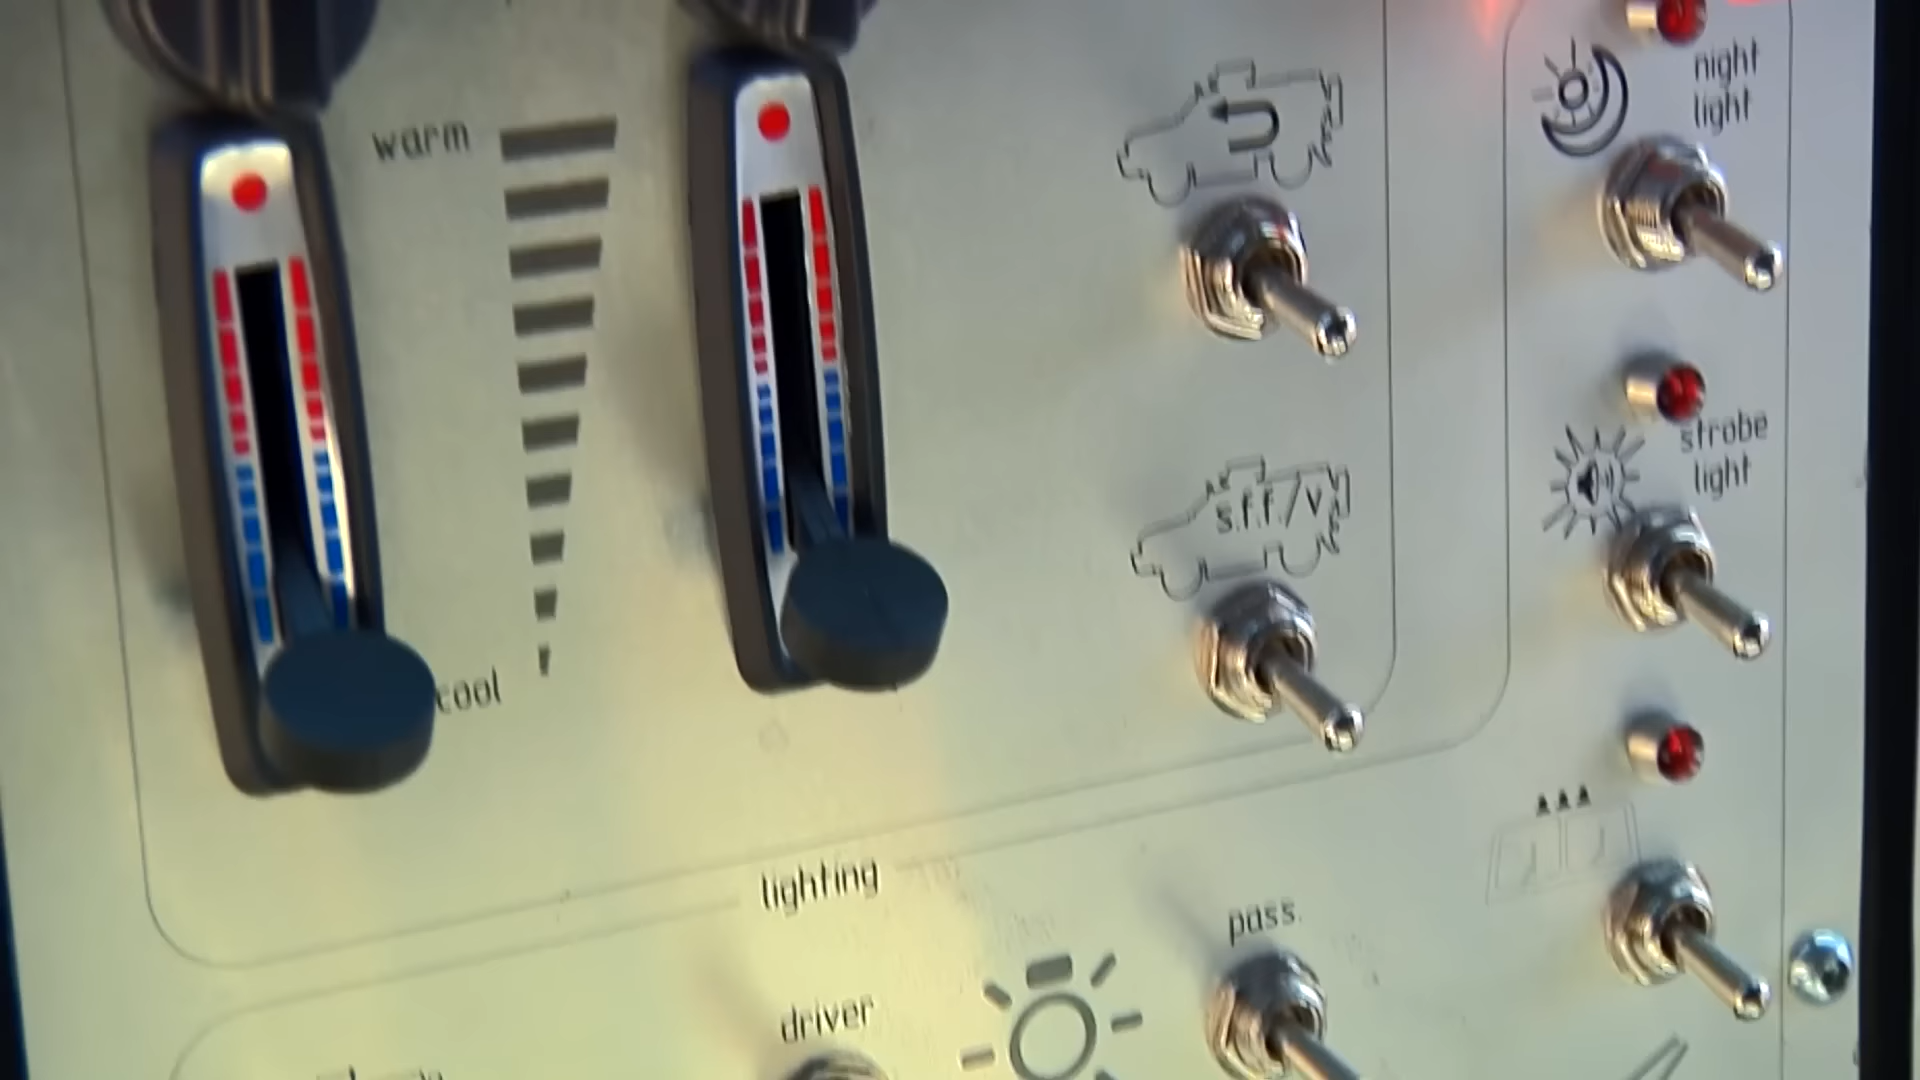 warm
night
light
strobe
light
s.f.f./v
cool
lighting
pass.
driver